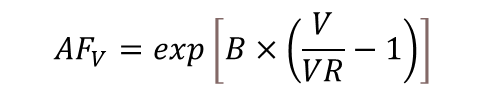 AF_V = exp [B × (V/VR − 1)]